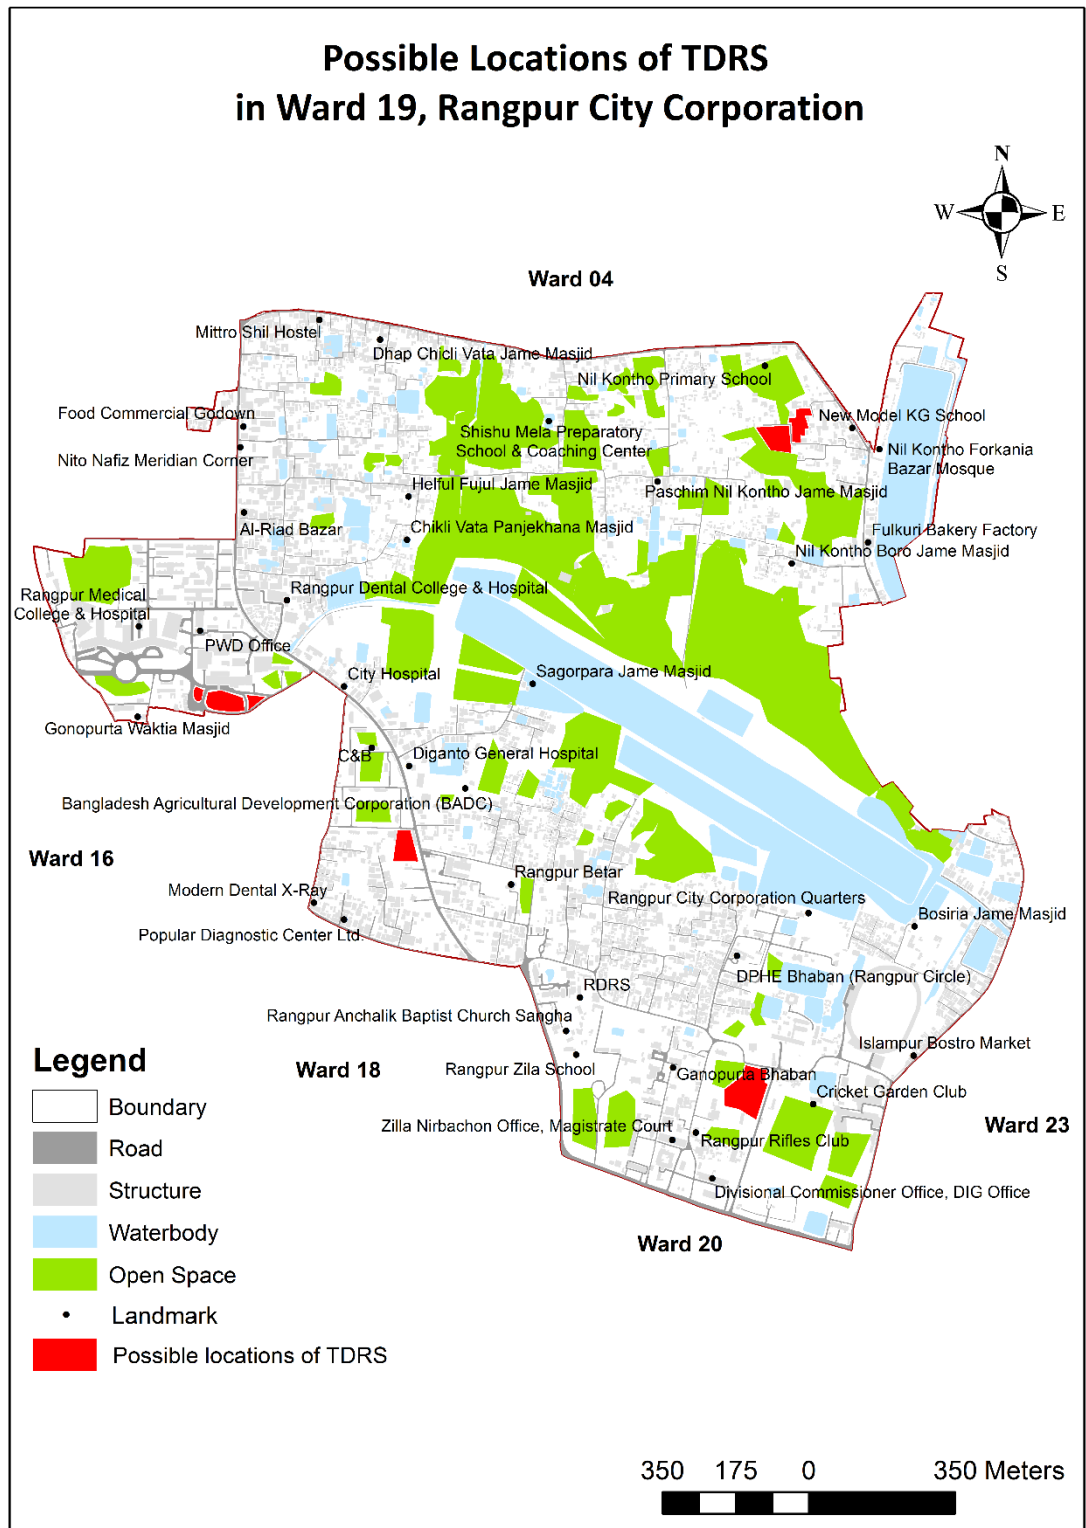 Possible Locations of TDRS
in Ward 19, Rangpur City Corporation
N
W
E
S
Ward 04
Mittro Shil Hostel
Dhap Chicli Vata Jame Masjid
Nil Kontho Primary School
Food Commercial Godown
New Model KG School
Shishu Mela Preparatory
School & Coaching Center
Nito Nafiz Meridian Corner
Nil Kontho Forkania
Bazar Mosque
Helful Fujul Jame Masjid
Paschim Nil Kontho Jame Masjid
Al-Riad Bazar
Chikli Vata Panjekhana Masjid
Fulkuri Bakery Factory
Nil Kontho Boro Jame Masjid
Rangpur Dental College & Hospital
Rangpur Medical
College & Hospital
PWD Office
City Hospital
Sagorpara Jame Masjid
Gonopurta Waktia Masjid
C&B
Diganto General Hospital
Bangladesh Agricultural Development Corporation (BADC)
Ward 16
Rangpur Betar
Modern Dental X-Ray
Rangpur City Corporation Quarters
Popular Diagnostic Center Ltd.
Bosiria Jame Masjid
DPHE Bhaban (Rangpur Circle)
RDRS
Rangpur Anchalik Baptist Church Sangha
Islampur Bostro Market
Legend
Ward 18
Rangpur Zila School
Ganopurta Bhaban
Cricket Garden Club
Boundary
Zilla Nirbachon Office, Magistrate Court
Ward 23
Rangpur Rifles Club
Road
Structure
Divisional Commissioner Office, DIG Office
Waterbody
Ward 20
Open Space
Landmark
Possible locations of TDRS
350 175 0 350 Meters